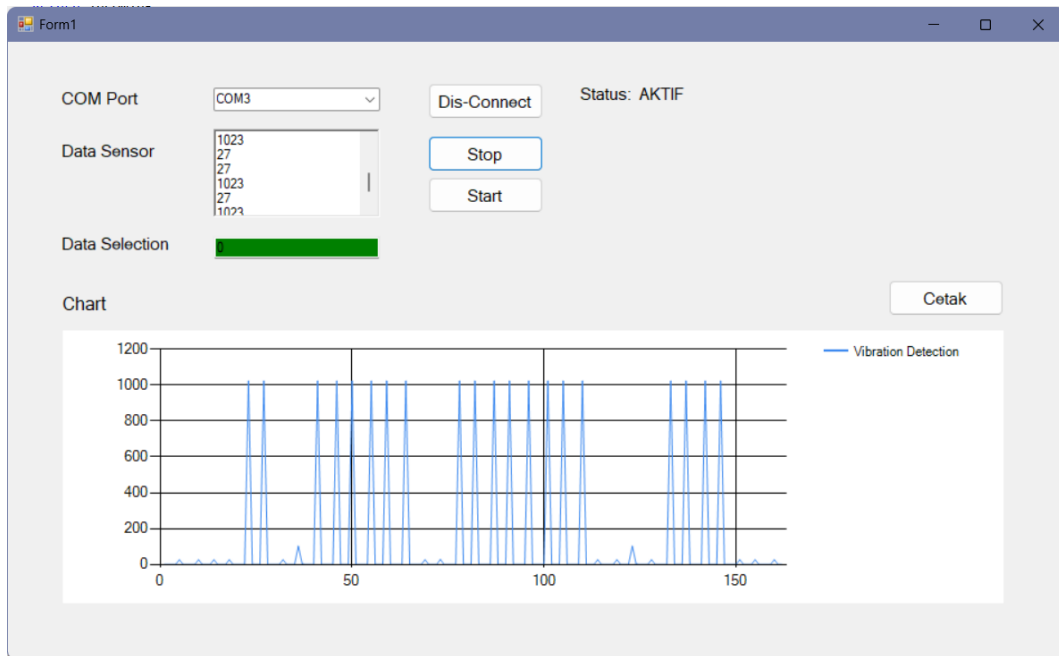 Form1
COM Port
COM3
Dis-Connect
Status: AKTIF
Data Sensor
1023
27
27
1023
27
1023
Stop
Start
Data Selection
0
Cetak
Chart
1200
1000
800
600
400
200
0
0
50
100
150
Vibration Detection